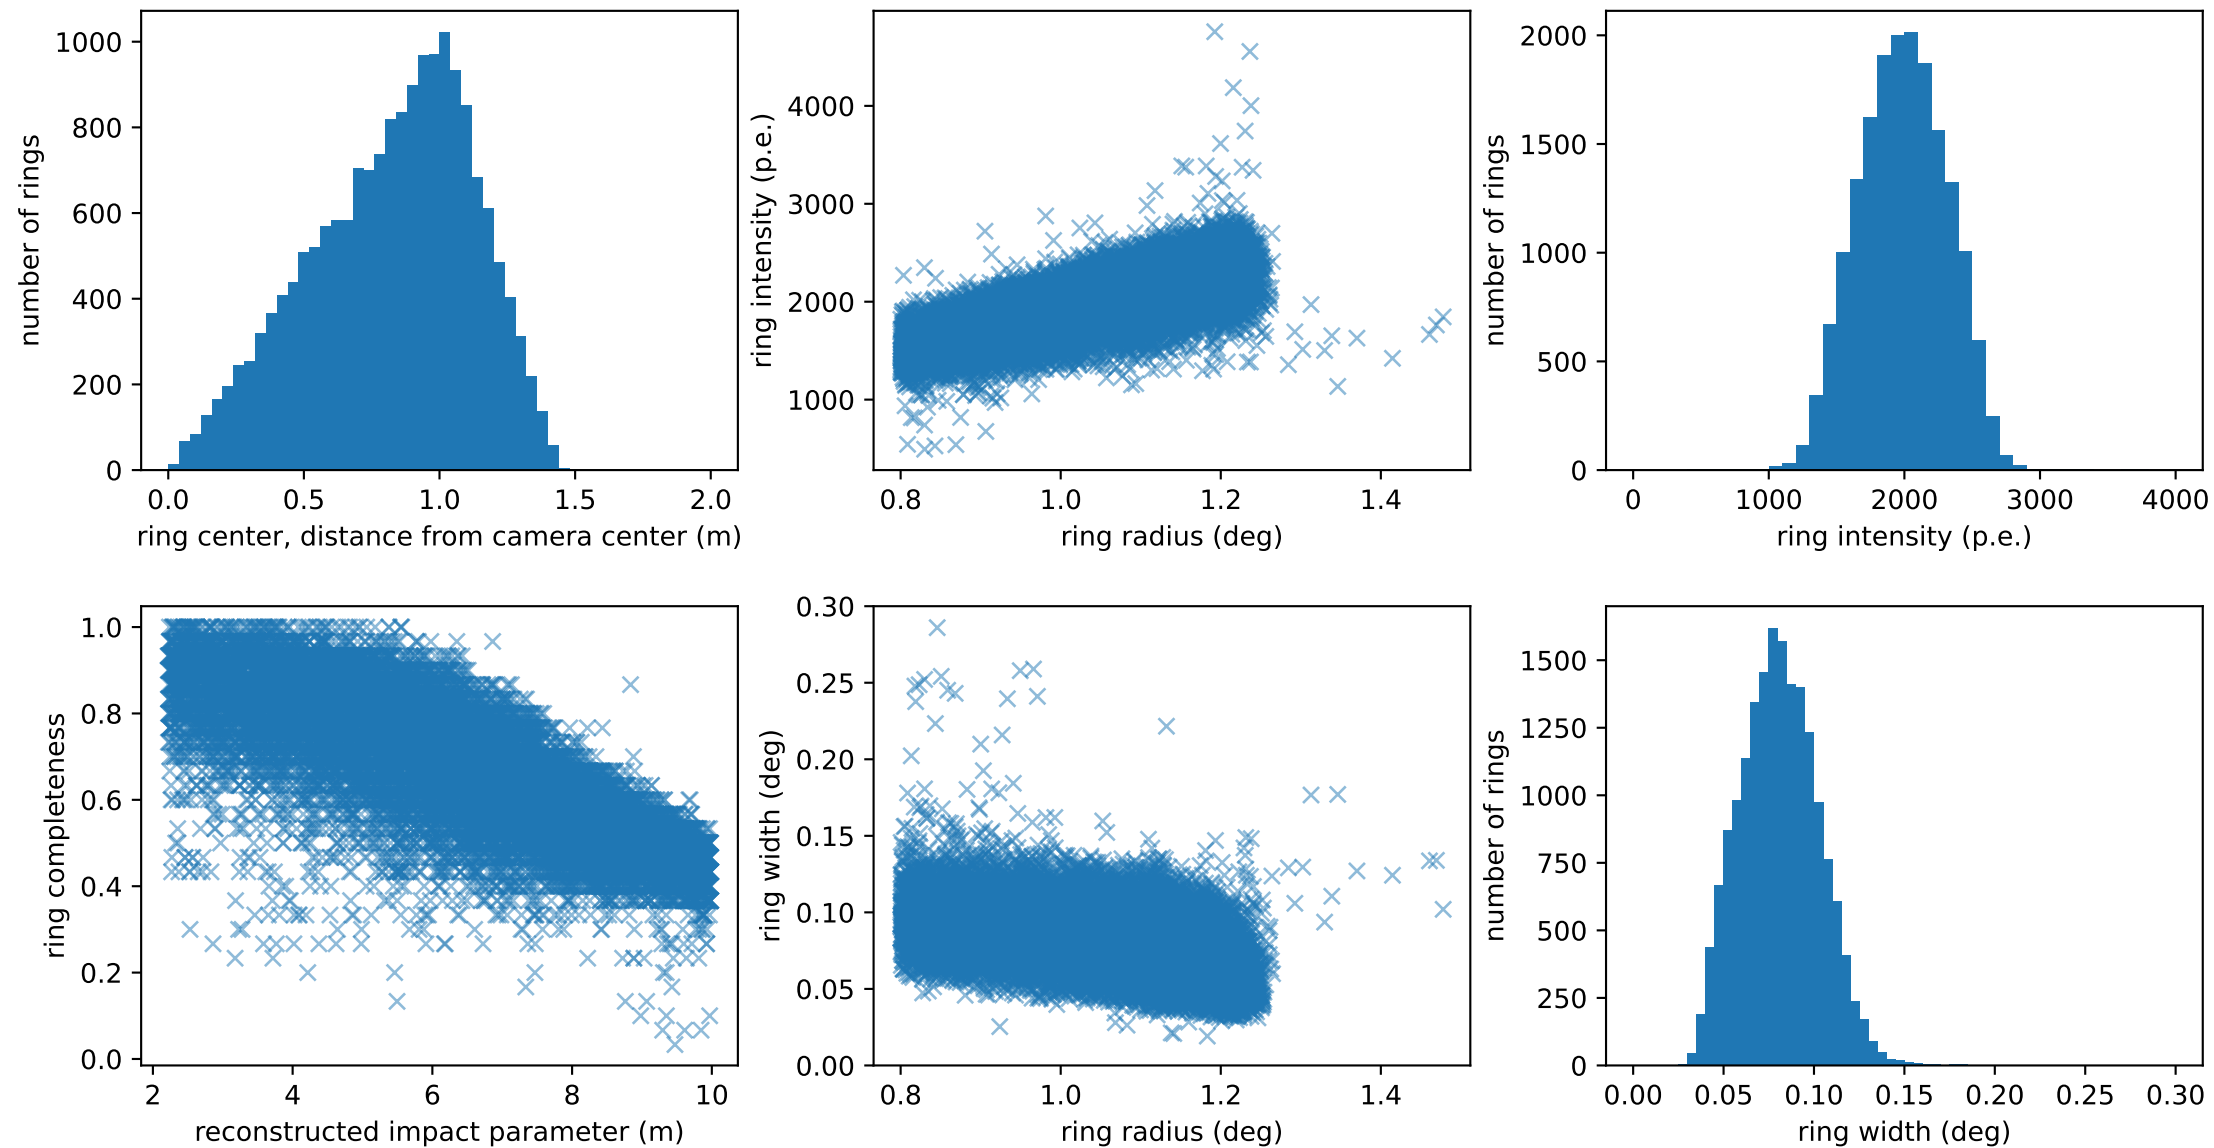 number of rings
1000
800
600
400
200
0
0.0 0.5 1.0 1.5 2.0
ring center, distance from camera center (m)
ring intensity (p.e.)
4000
3000
2000
1000
0.8 1.0 1.2 1.4
ring radius (deg)
number of rings
2000
1500
1000
500
0
0 1000 2000 3000 4000
ring intensity (p.e.)
ring completeness
1.0
0.8
0.6
0.4
0.2
0.0
2 4 6 8 10
reconstructed impact parameter (m)
ring width (deg)
0.30
0.25
0.20
0.15
0.10
0.05
0.00
0.8 1.0 1.2 1.4
ring radius (deg)
number of rings
1500
1250
1000
750
500
250
0
0.00 0.05 0.10 0.15 0.20 0.25 0.30
ring width (deg)